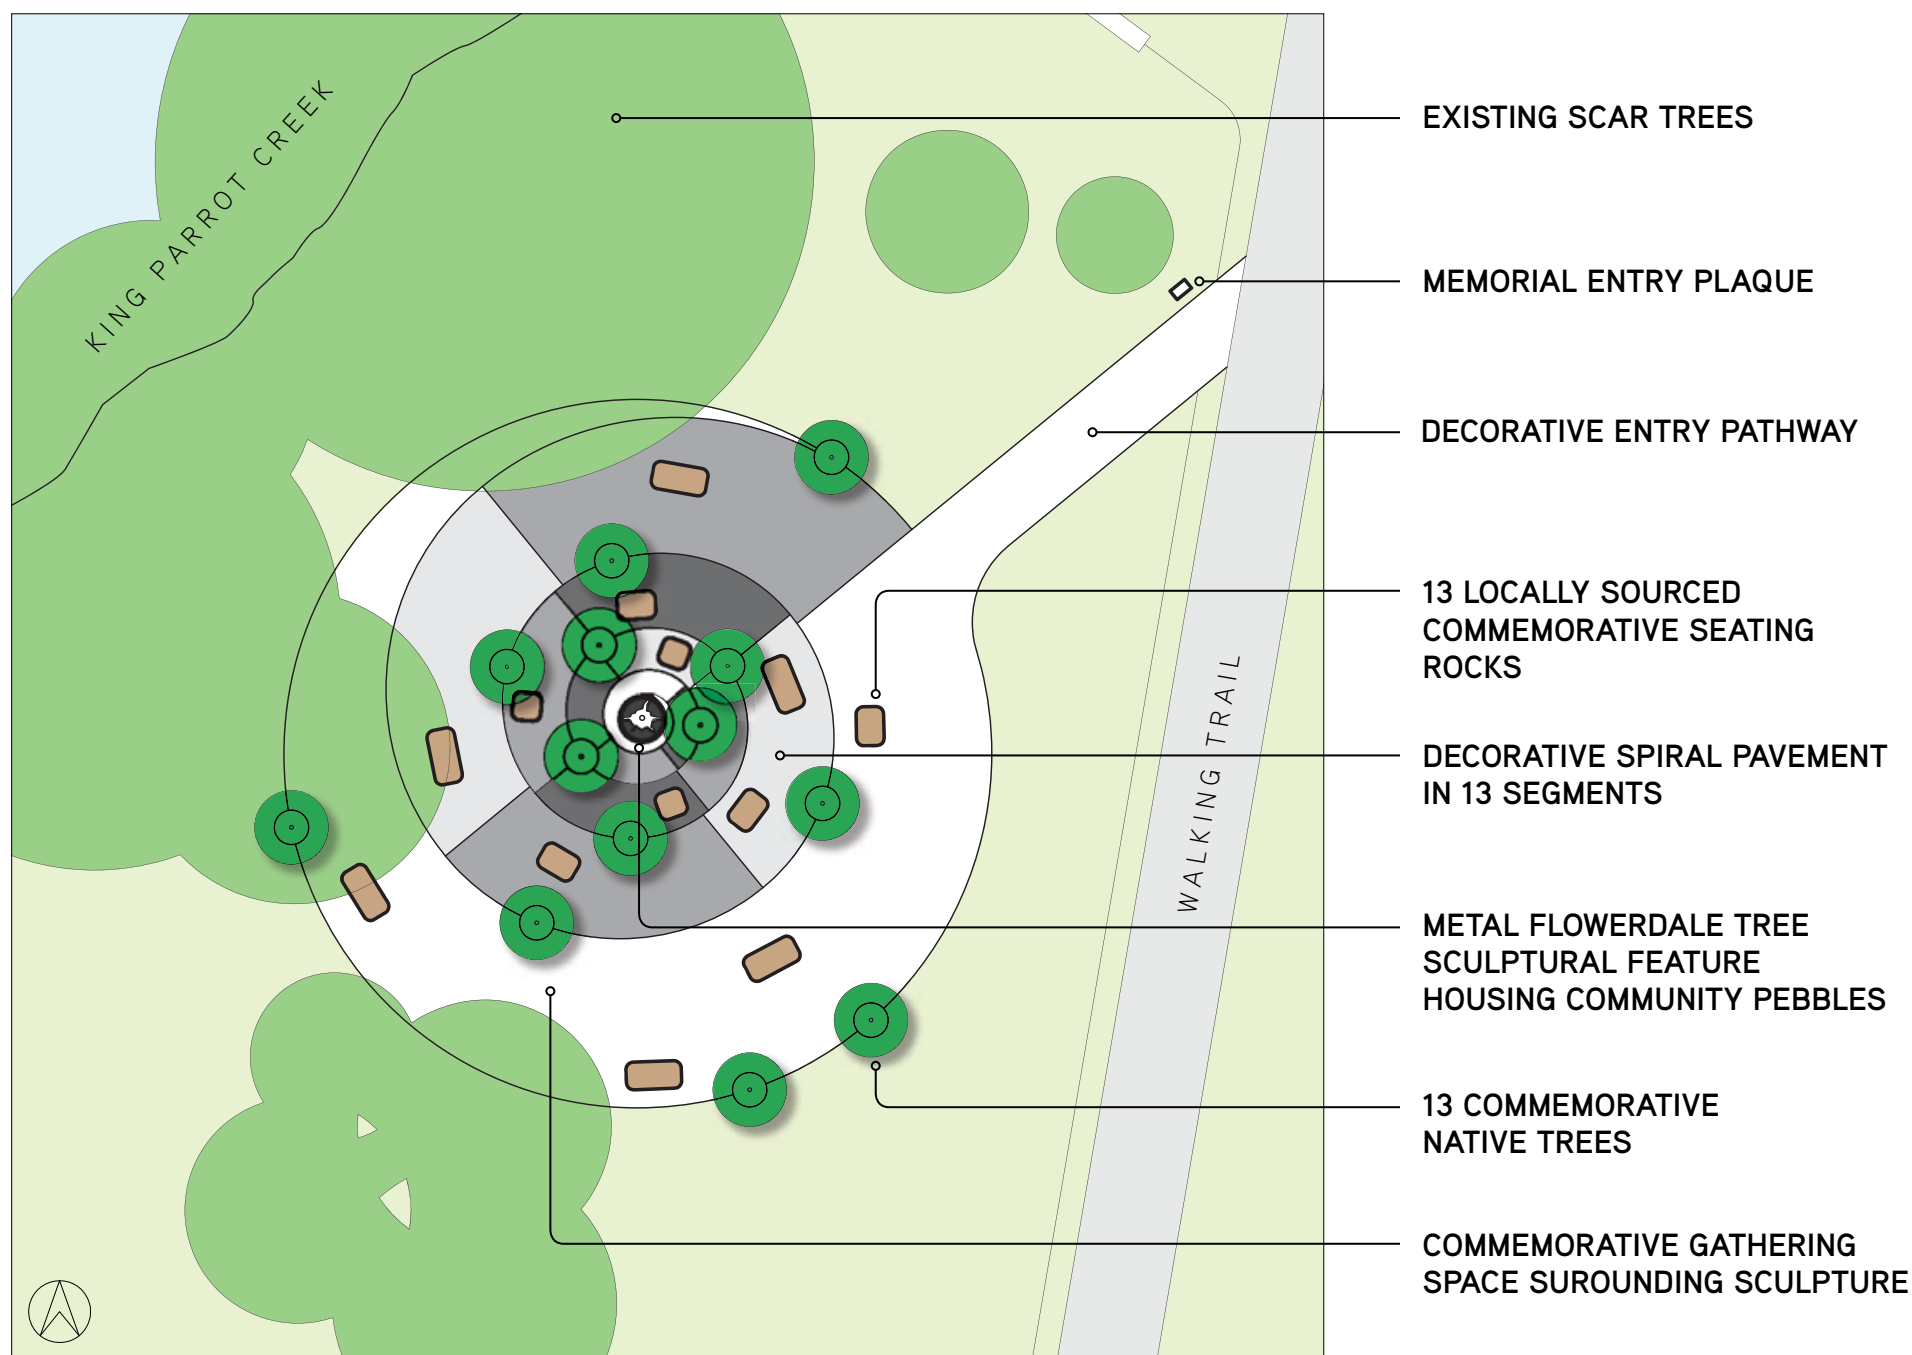 KING PARROT CREEK
EXISTING SCAR TREES
MEMORIAL ENTRY PLAQUE
DECORATIVE ENTRY PATHWAY
13 LOCALLY SOURCED
COMMEMORATIVE SEATING
ROCKS
WALKING TRAIL
DECORATIVE SPIRAL PAVEMENT
IN 13 SEGMENTS
METAL FLOWERDALE TREE
SCULPTURAL FEATURE
HOUSING COMMUNITY PEBBLES
13 COMMEMORATIVE
NATIVE TREES
COMMEMORATIVE GATHERING
SPACE SUROUNDING SCULPTURE